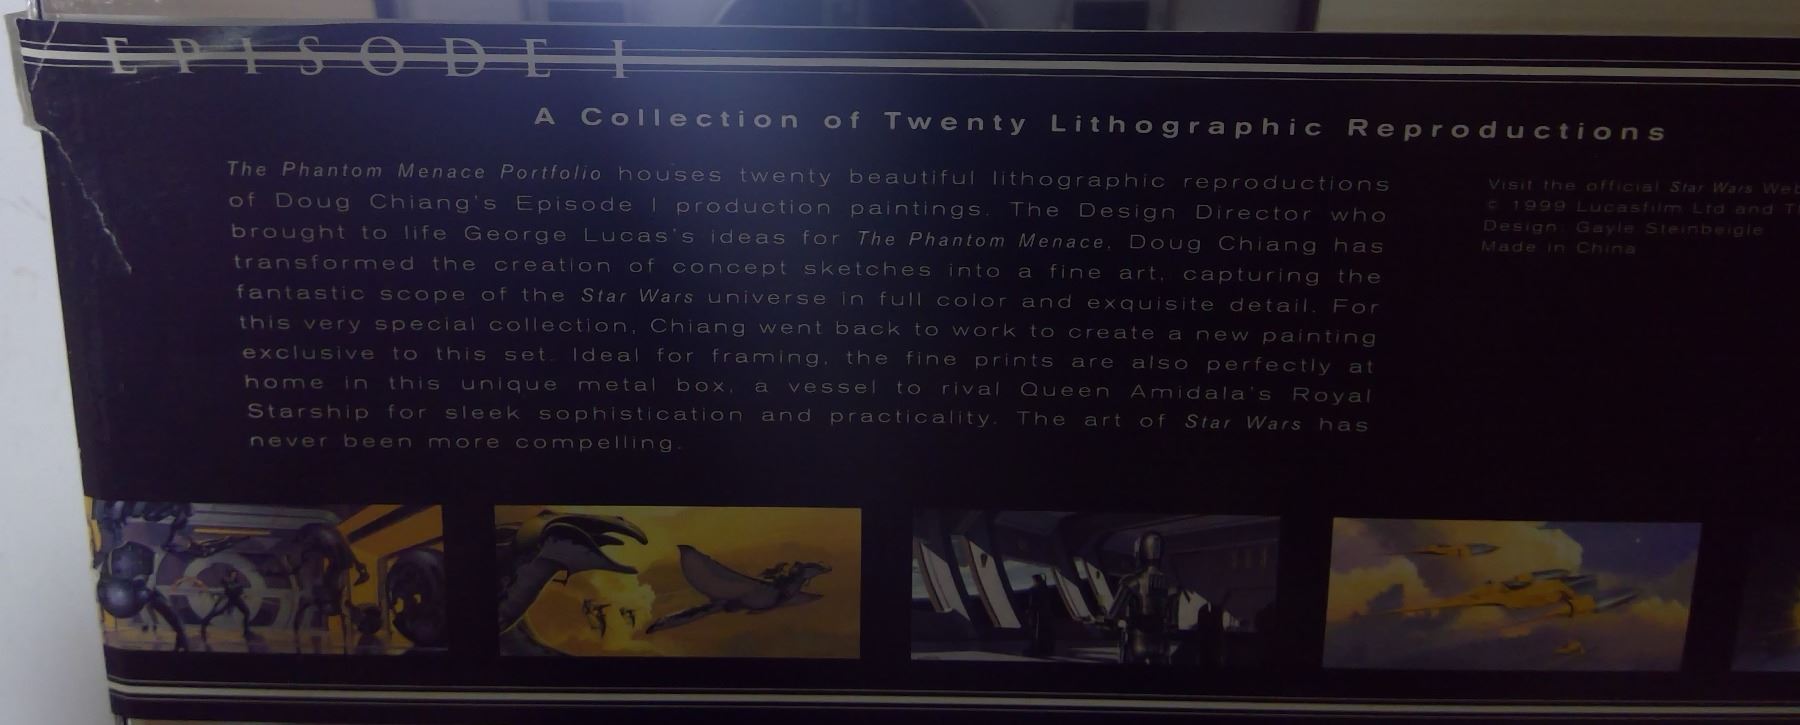 EPISODE I
A Collection of Twenty Lithographic Reproductions
The Phantom Menace Portfolio houses twenty beautiful lithographic reproductions
of Doug Chiang's Episode I production paintings. The Design Director who
brought to life George Lucas's ideas for The Phantom Menace, Doug Chiang has
transformed the creation of concept sketches into a fine art, capturing the
fantastic scope of the Star Wars universe in full color and exquisite detail. For
this very special collection, Chiang went back to work to create a new painting
exclusive to this set. Ideal for framing, the fine prints are also perfectly at
home in this unique metal box, a vessel to rival Queen Amidala's Royal
Starship for sleek sophistication and practicality. The art of Star Wars has
never been more compelling.
Visit the official Star Wars
© 1999 Lucasfilm Ltd and
Design: Gayle Steinbeigle
Made in China